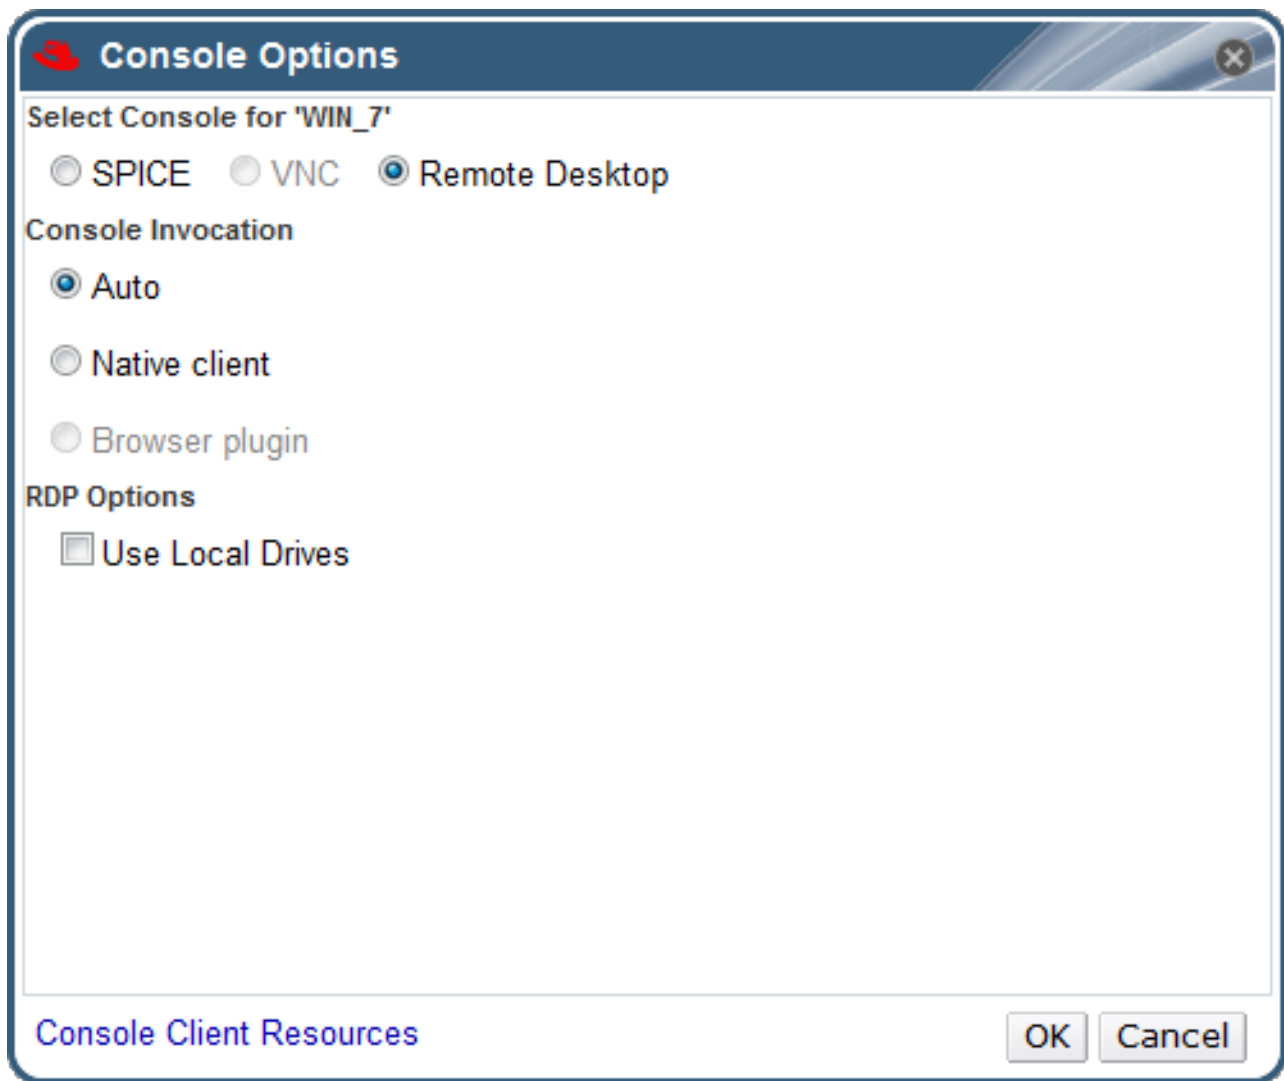 Console Options
Select Console for 'WIN_7'
SPICE VNC Remote Desktop
Console Invocation
Auto
Native client
Browser plugin
RDP Options
Use Local Drives
Console Client Resources OK Cancel